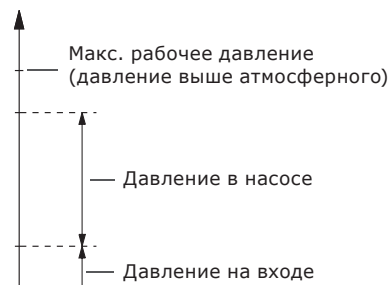 Макс. рабочее давление
(давление выше атмосферного)
Давление в насосе
Давление на входе